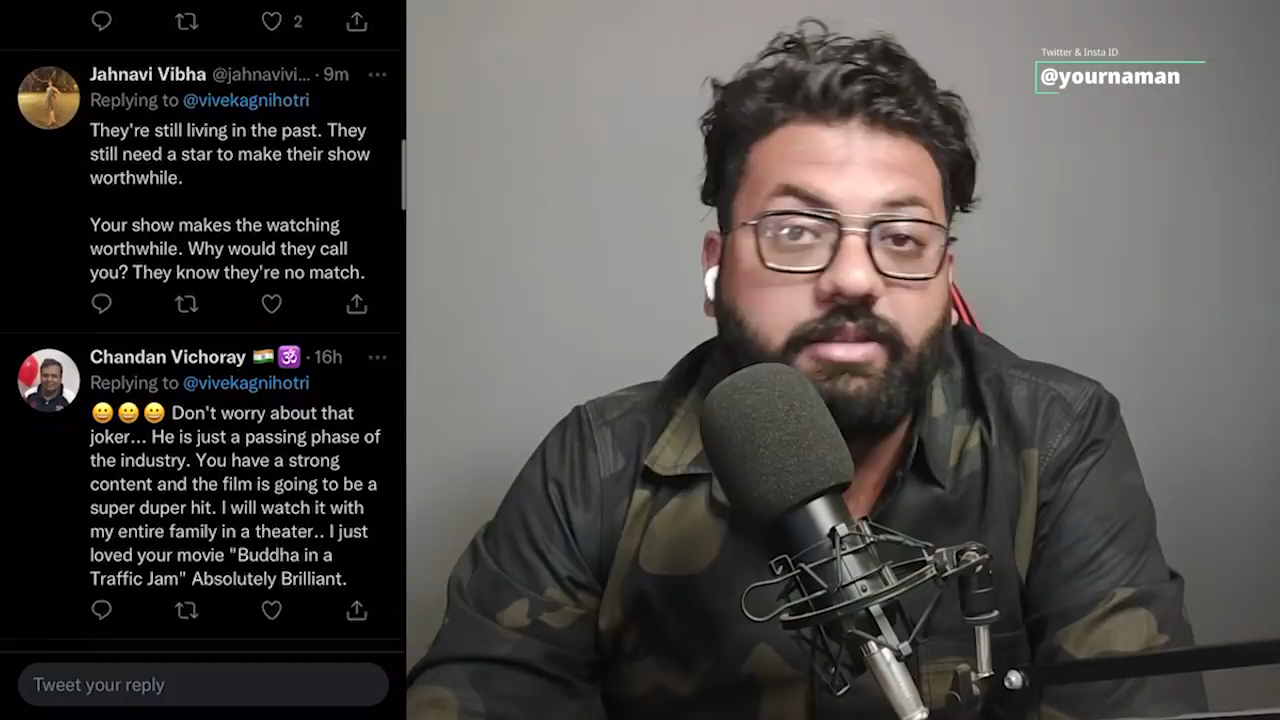 2
Jahnavi Vibha @jahnavivi... · 9m
Replying to @vivekagnihotri
They're still living in the past. They
still need a star to make their show
worthwhile.
Your show makes the watching
worthwhile. Why would they call
you? They know they're no match.
Chandan Vichoray 🇮🇳 🕉 · 16h
Replying to @vivekagnihotri
😀 😀 😀 Don't worry about that
joker... He is just a passing phase of
the industry. You have a strong
content and the film is going to be a
super duper hit. I will watch it with
my entire family in a theater.. I just
loved your movie "Buddha in a
Traffic Jam" Absolutely Brilliant.
Tweet your reply
Twitter & Insta ID
@yournaman